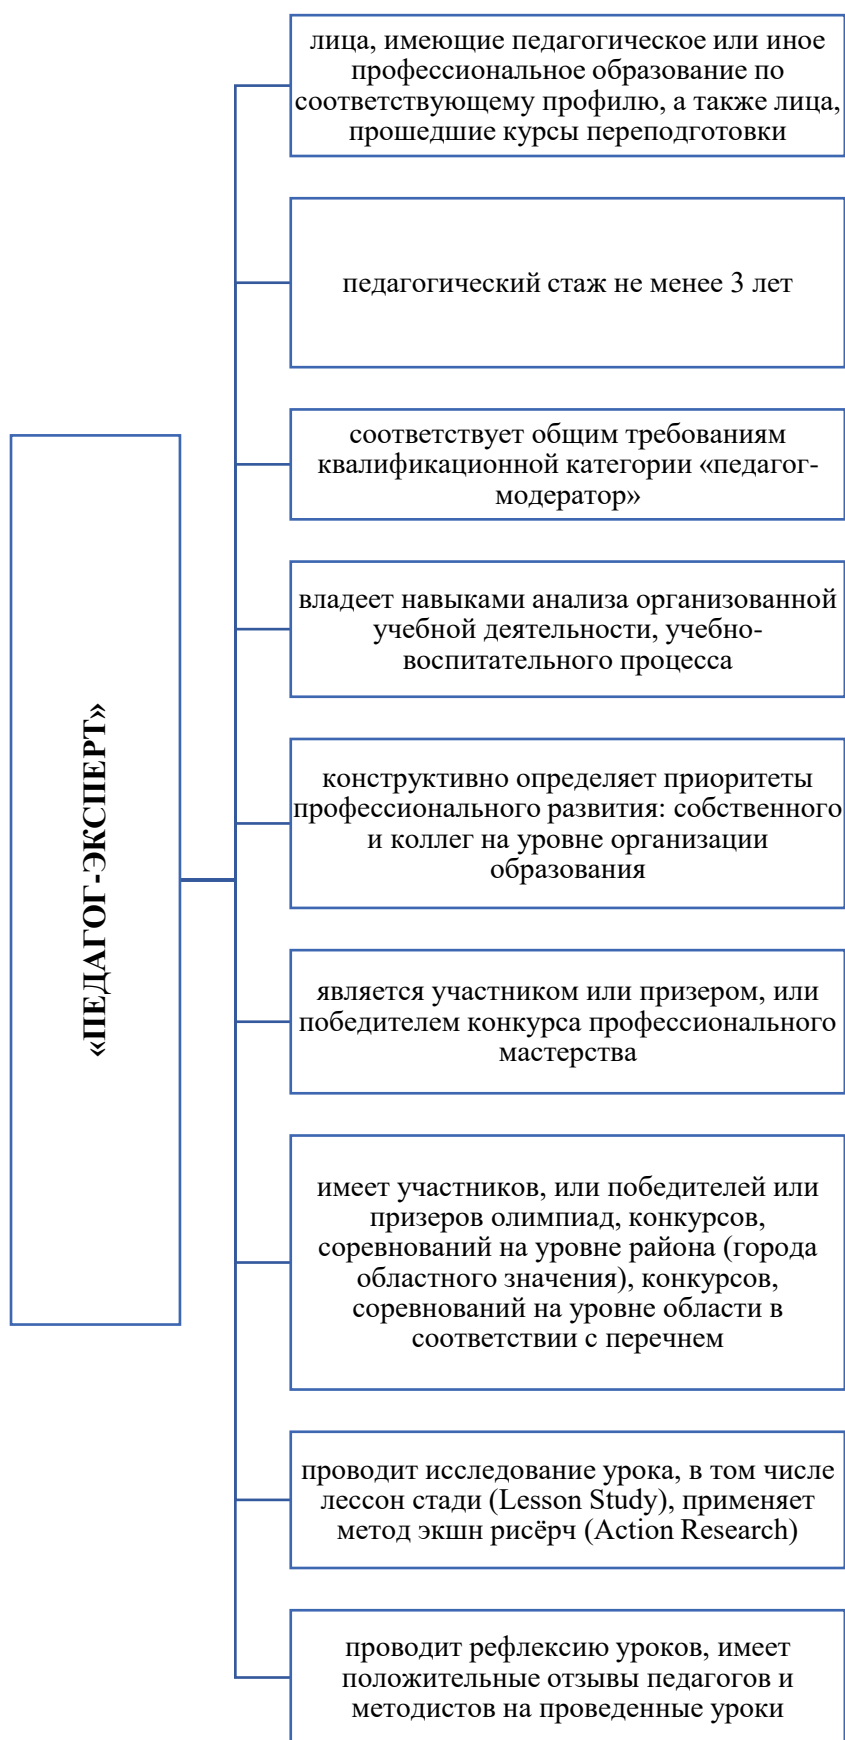 лица, имеющие педагогическое или иное
профессиональное образование по
соответствующему профилю, а также лица,
прошедшие курсы переподготовки
педагогический стаж не менее 3 лет
соответствует общим требованиям
квалификационной категории «педагог-
модератор»
владеет навыками анализа организованной
учебной деятельности, учебно-
воспитательного процесса
«ПЕДАГОГ-ЭКСПЕРТ»
конструктивно определяет приоритеты
профессионального развития: собственного
и коллег на уровне организации
образования
является участником или призером, или
победителем конкурса профессионального
мастерства
имеет участников, или победителей или
призеров олимпиад, конкурсов,
соревнований на уровне района (города
областного значения), конкурсов,
соревнований на уровне области в
соответствии с перечнем
проводит исследование урока, в том числе
лессон стади (Lesson Study), применяет
метод экшн рисёрч (Action Research)
проводит рефлексию уроков, имеет
положительные отзывы педагогов и
методистов на проведенные уроки